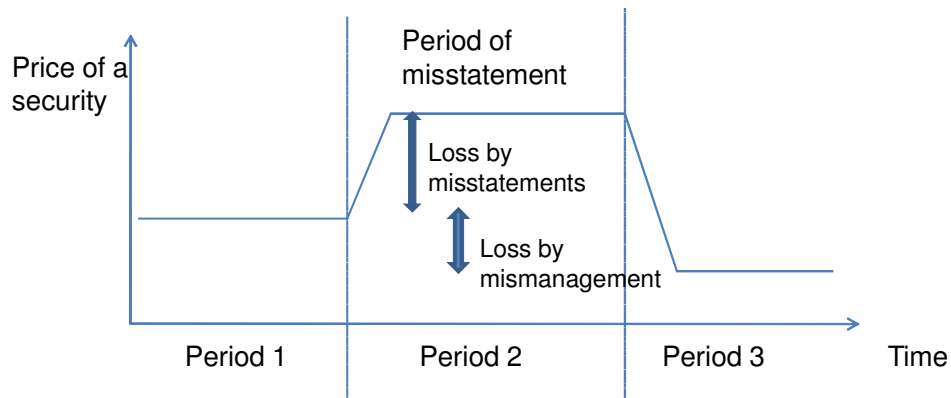 Price of a
security
Period of
misstatement
Loss by
misstatements
Loss by
mismanagement
Period 1
Period 2
Period 3
Time